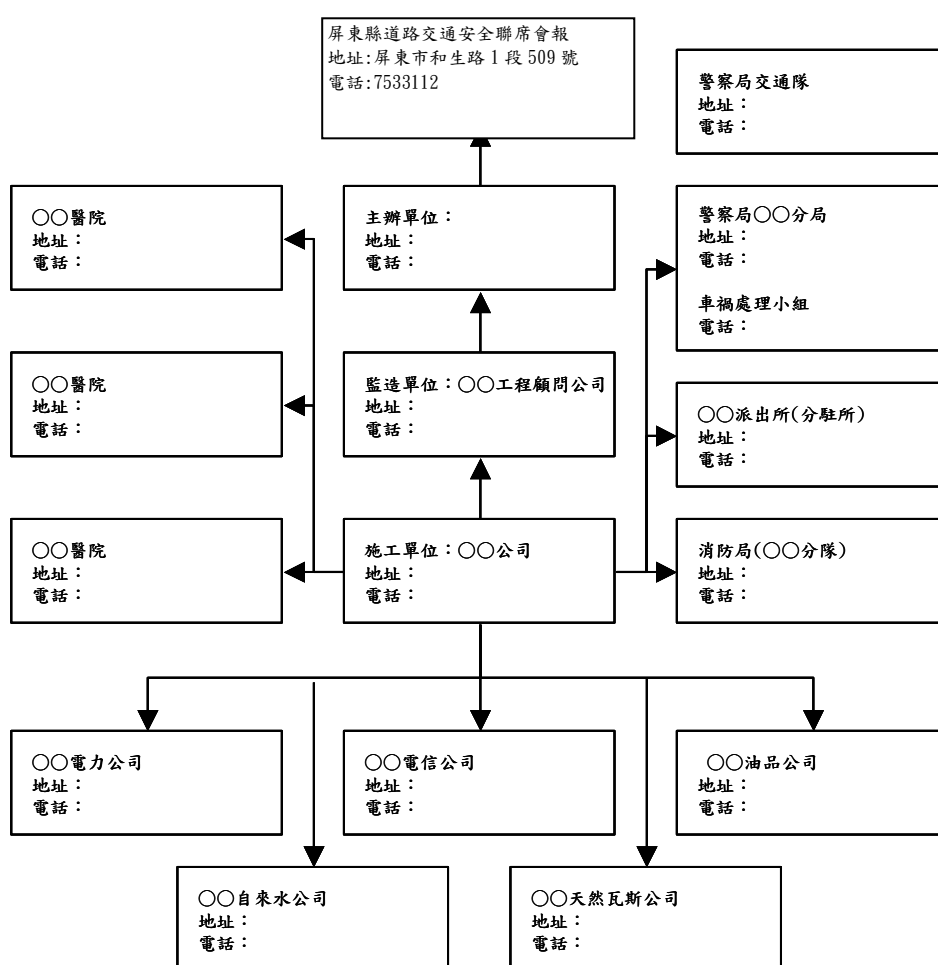 屏東縣道路交通安全聯席會報
地址:屏東市和生路1段509號
電話:7533112
警察局交通隊
地址：
電話：
○○醫院
地址：
電話：
主辦單位：
地址：
電話：
警察局○○分局
地址：
電話：
車禍處理小組
電話：
○○醫院
地址：
電話：
監造單位：○○工程顧問公司
地址：
電話：
○○派出所(分駐所)
地址：
電話：
○○醫院
地址：
電話：
施工單位：○○公司
地址：
電話：
消防局(○○分隊)
地址：
電話：
○○電力公司
地址：
電話：
○○電信公司
地址：
電話：
○○油品公司
地址：
電話：
○○自來水公司
地址：
電話：
○○天然瓦斯公司
地址：
電話：